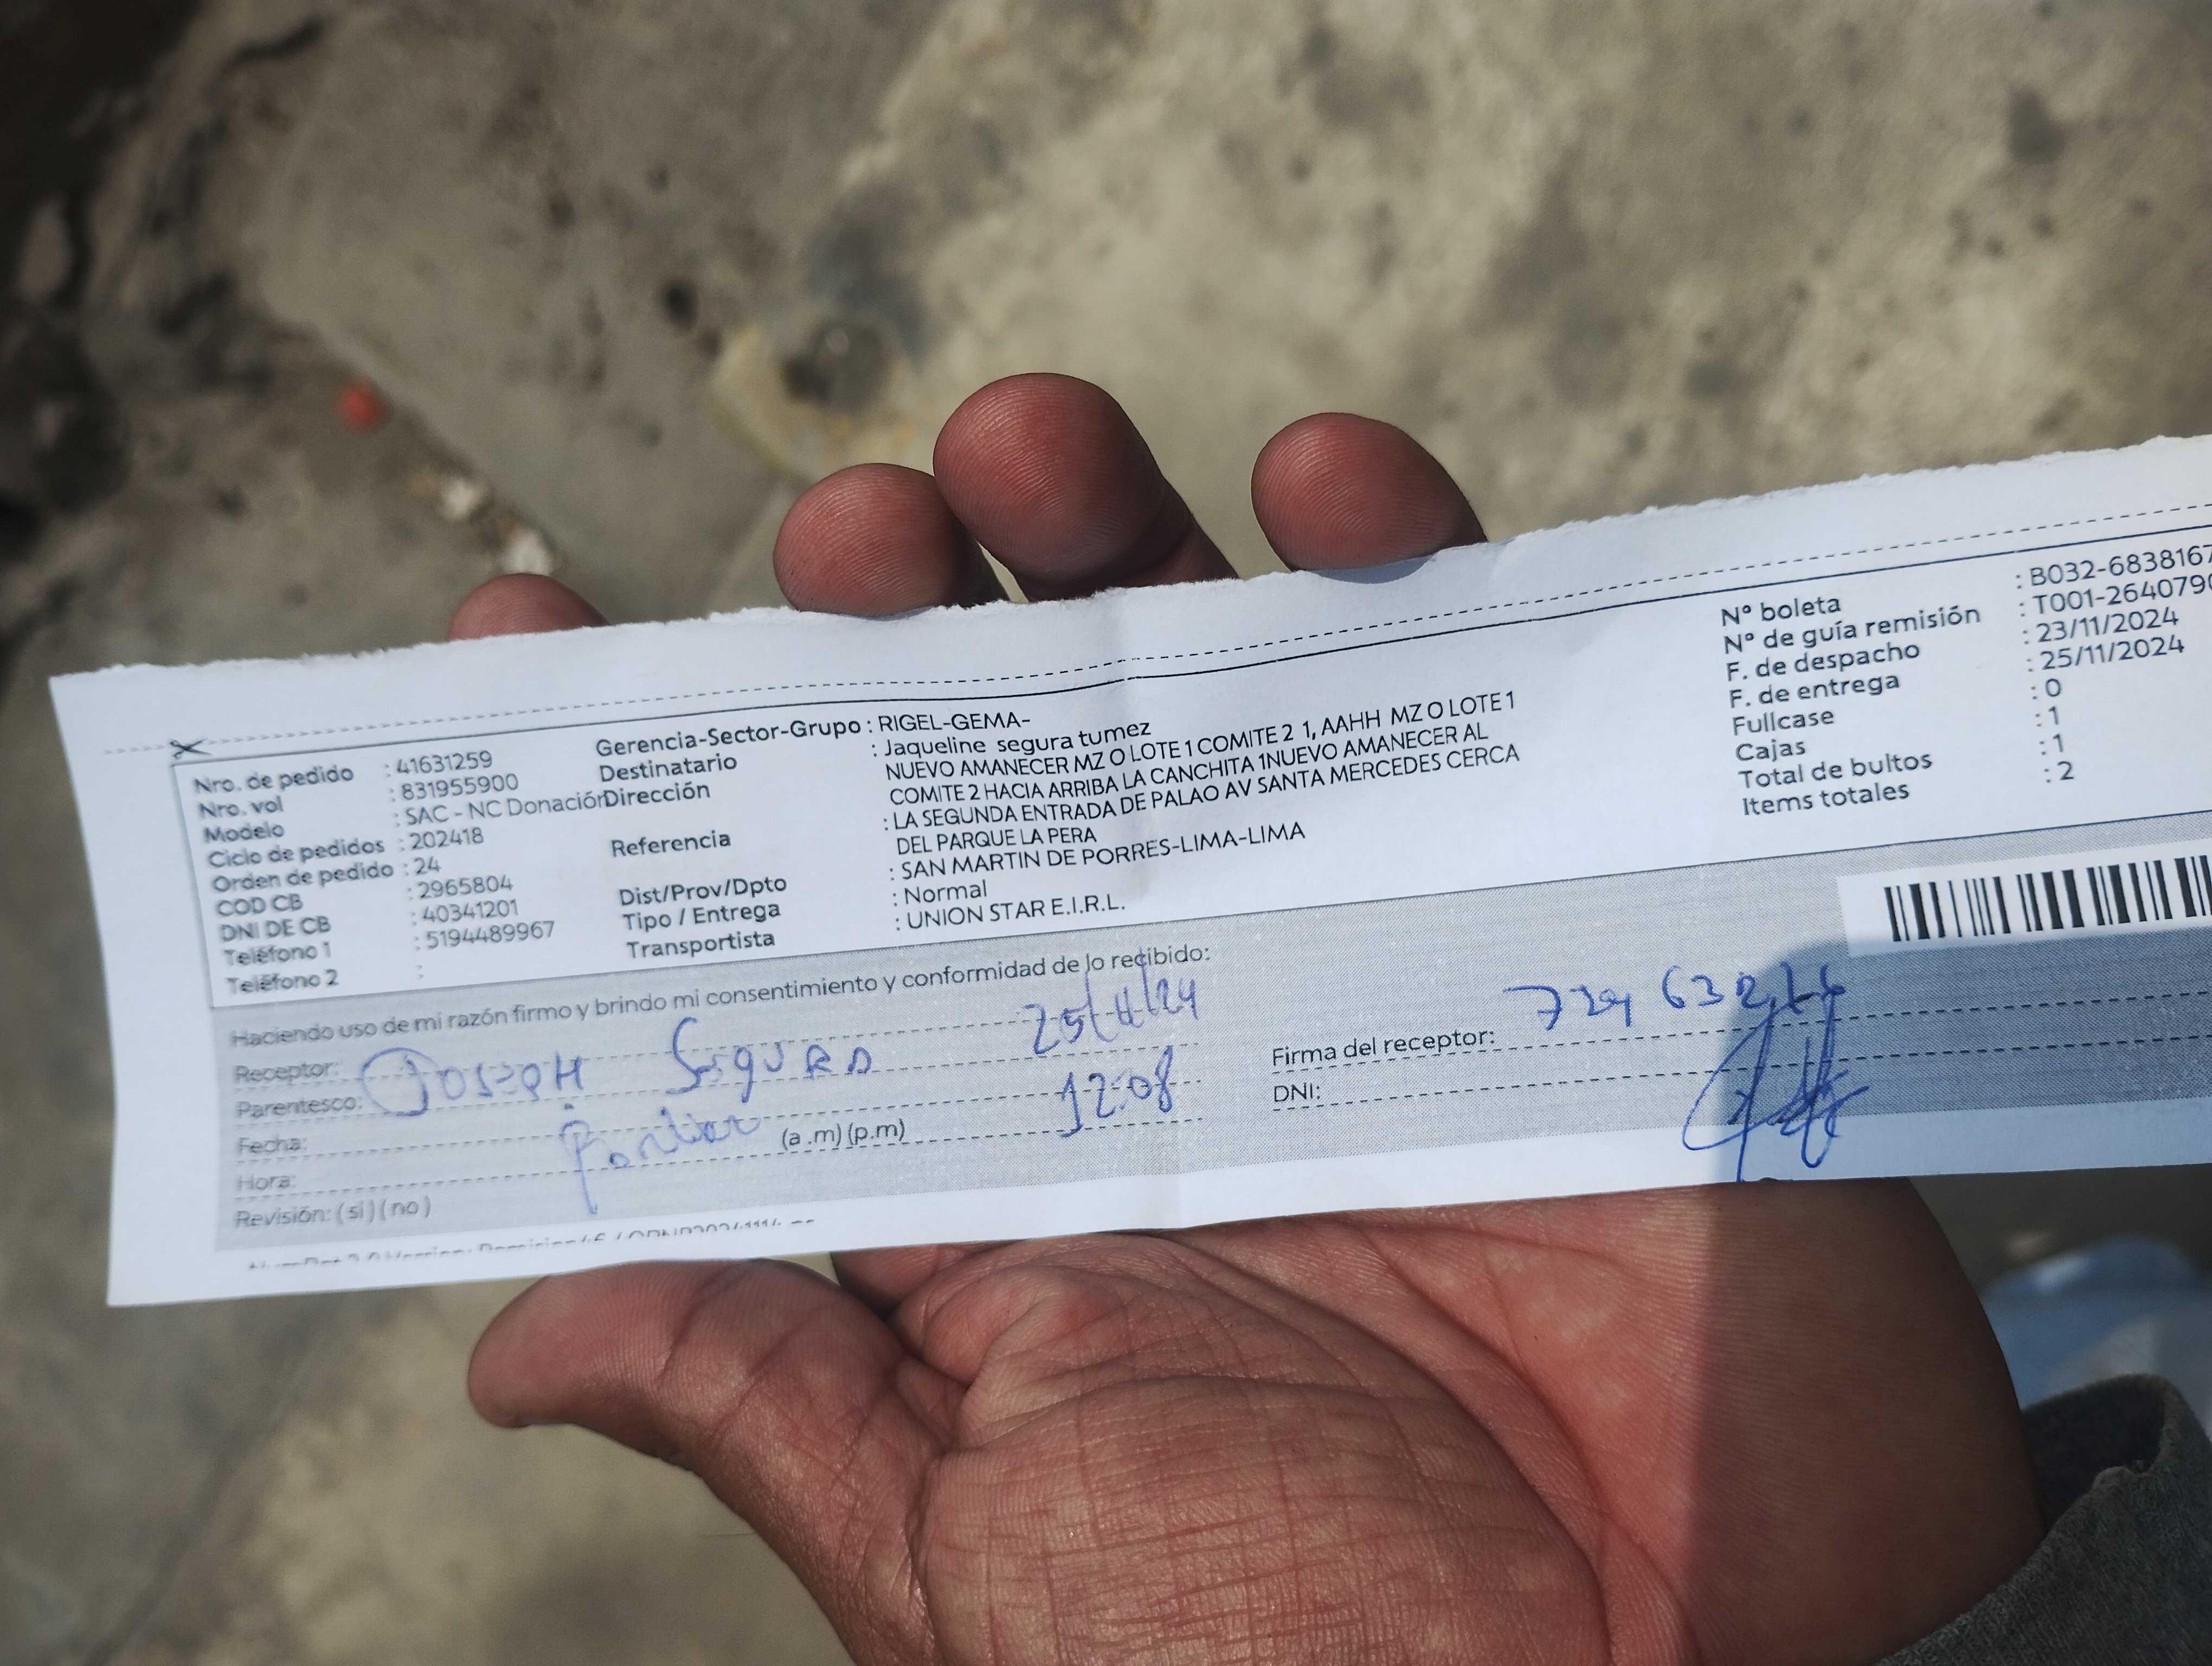 Nro. de pedido : 41631259
Nro. vol : 831955900
Modelo : SAC - NC Donación
Ciclo de pedidos : 202418
Orden de pedido : 24
COD CB : 2965804
DNI DE CB : 40341201
Teléfono 1 : 5194489967
Teléfono 2 :
Gerencia-Sector-Grupo : RIGEL-GEMA-
Destinatario : Jaqueline segura tumez
Dirección NUEVO AMANECER MZ O LOTE 1 COMITE 2 1, AAHH MZ O LOTE 1
COMITE 2 HACIA ARRIBA LA CANCHITA 1NUEVO AMANECER AL
Referencia : LA SEGUNDA ENTRADA DE PALAO AV SANTA MERCEDES CERCA
DEL PARQUE LA PERA
Dist/Prov/Dpto : SAN MARTIN DE PORRES-LIMA-LIMA
Tipo / Entrega : Normal
Transportista : UNION STAR E.I.R.L.
Nº boleta : B032-6838167
Nº de guía remisión : T001-2640790
F. de despacho : 23/11/2024
F. de entrega : 25/11/2024
Fullcase : 0
Cajas : 1
Total de bultos : 1
Items totales : 2
Haciendo uso de mi razón firmo y brindo mi consentimiento y conformidad de lo recibido:
Receptor: Joseph Segura 25/11/24
Parentesco:
Fecha: 12:08
Hora: (a .m) (p.m)
Revisión: ( si ) ( no )
Firma del receptor:
DNI: